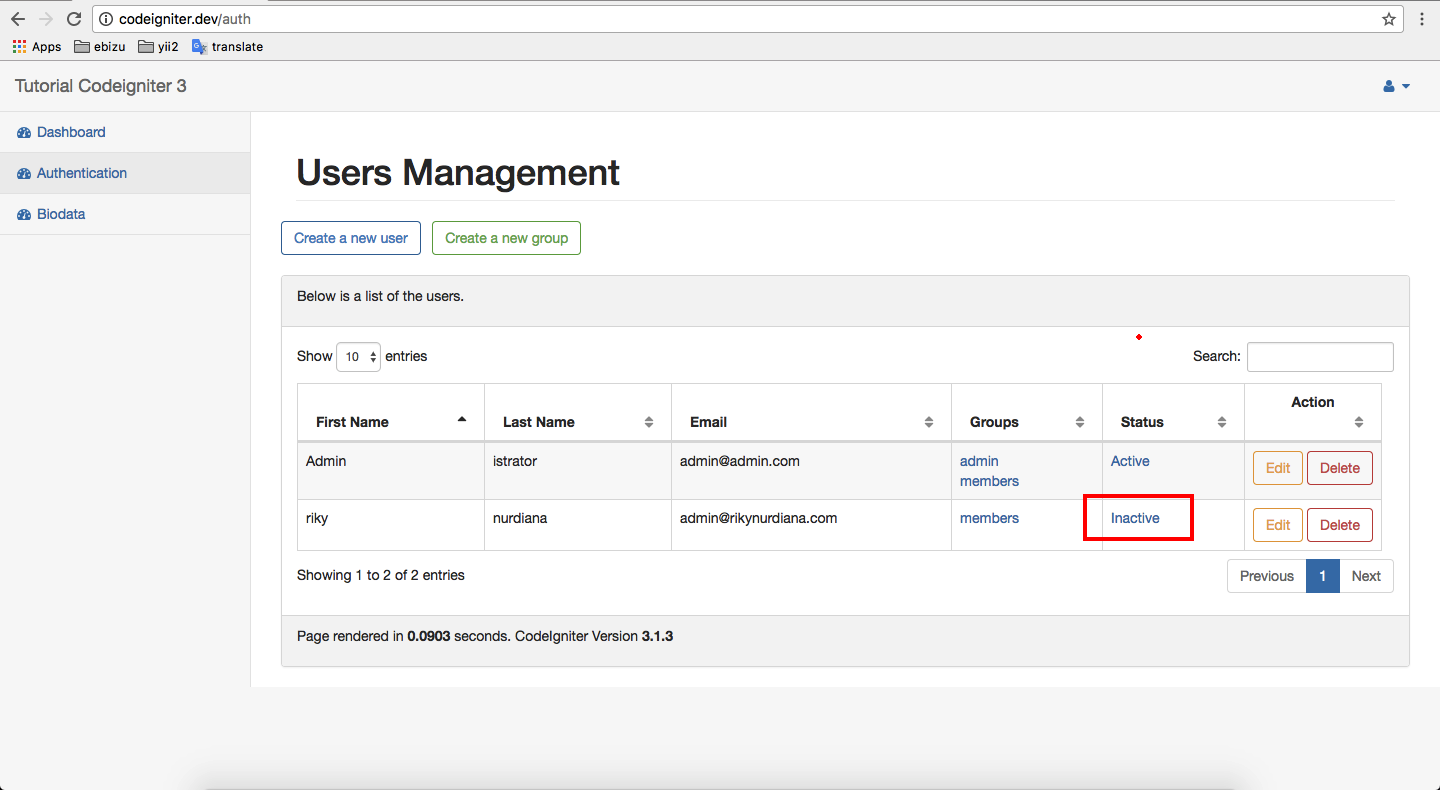 codeigniter.dev/auth
Apps ebizu yii2 translate
Tutorial Codeigniter 3
Dashboard
Authentication
Biodata
Users Management
Create a new user Create a new group
Below is a list of the users.
Show 10 entries Search:
First Name Last Name Email Groups Status Action
Admin istrator admin@admin.com admin Active Edit Delete
members
riky nurdiana admin@rikynurdiana.com members Inactive Edit Delete
Showing 1 to 2 of 2 entries Previous 1 Next
Page rendered in 0.0903 seconds. CodeIgniter Version 3.1.3